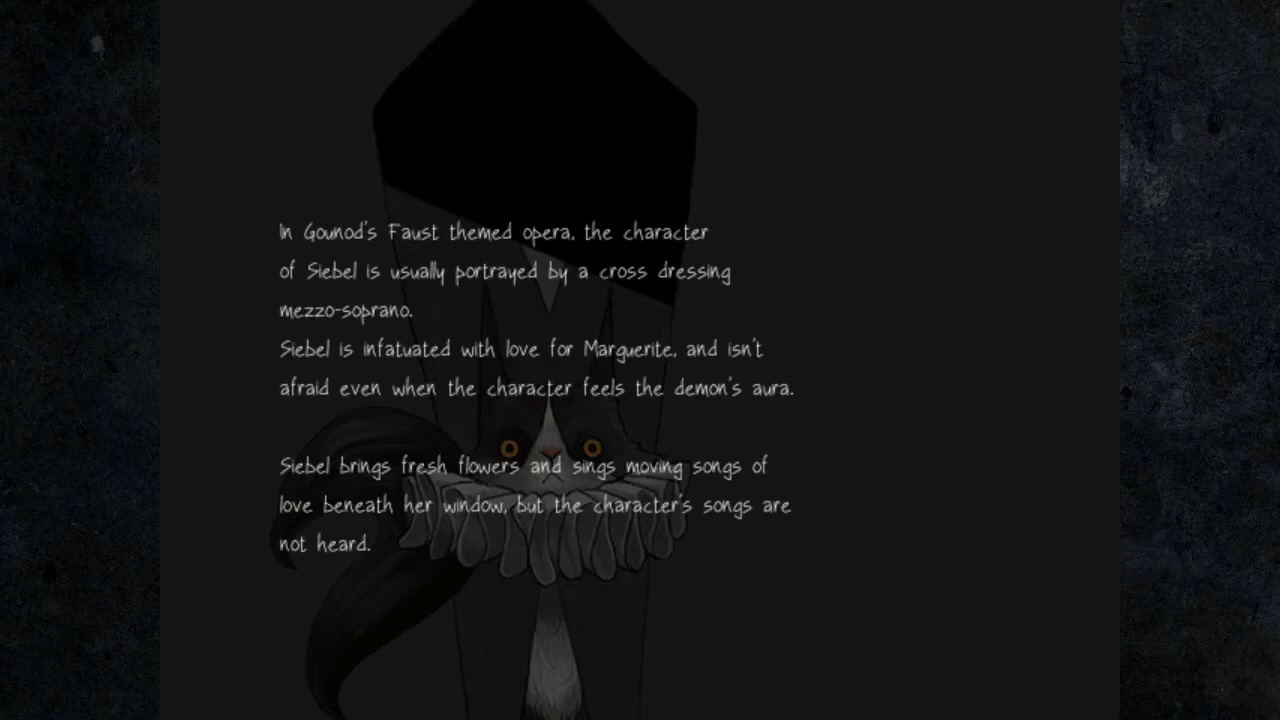 In Gounod's Faust themed opera, the character
of Siebel is usually portrayed by a cross dressing
mezzo-soprano.
Siebel is infatuated with love for Marguerite, and isn't
afraid even when the character feels the demon's aura.
Siebel brings fresh flowers and sings moving songs of
love beneath her window, but the character's songs are
not heard.